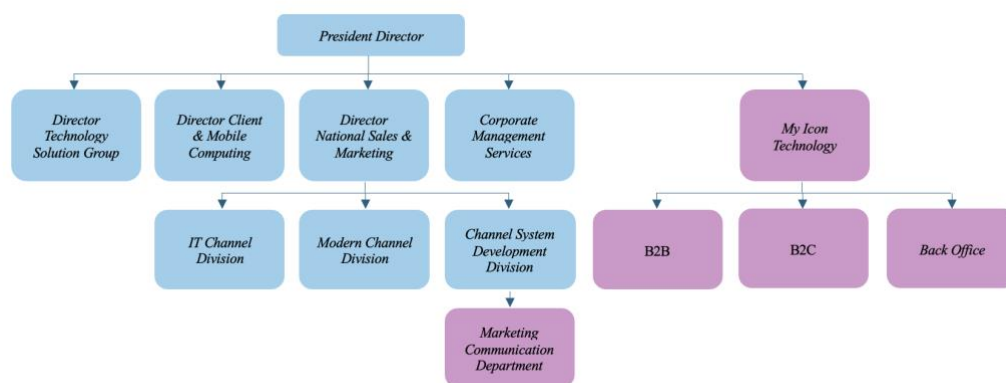 President Director
Director
Technology
Solution Group
Director Client
& Mobile
Computing
Director
National Sales &
Marketing
Corporate
Management
Services
My Icon
Technology
IT Channel
Division
Modern Channel
Division
Channel System
Development
Division
B2B
B2C
Back Office
Marketing
Communication
Department